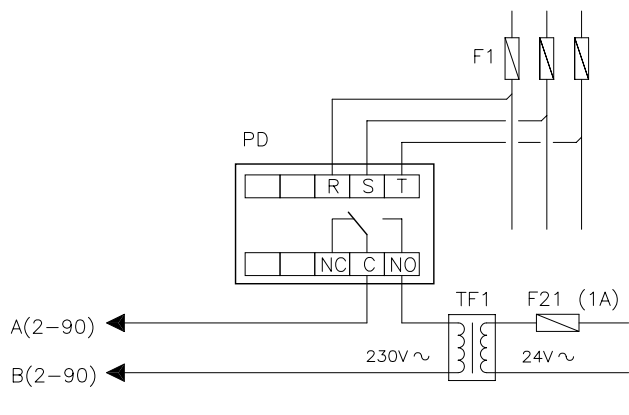 F1
PD
R S T
NC C NO
TF1 F21 (1A)
A(2-90)
230V~ 24V~
B(2-90)